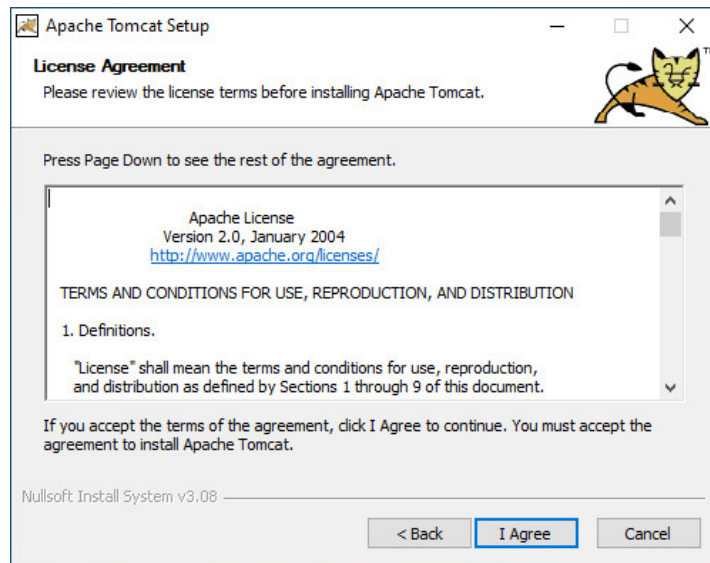 Apache Tomcat Setup
License Agreement
Please review the license terms before installing Apache Tomcat.
TM
Press Page Down to see the rest of the agreement.
Apache License
Version 2.0, January 2004
http://www.apache.org/licenses/
TERMS AND CONDITIONS FOR USE, REPRODUCTION, AND DISTRIBUTION
1. Definitions.
"License" shall mean the terms and conditions for use, reproduction,
and distribution as defined by Sections 1 through 9 of this document.
If you accept the terms of the agreement, click I Agree to continue. You must accept the
agreement to install Apache Tomcat.
Nullsoft Install System v3.08
< Back I Agree Cancel